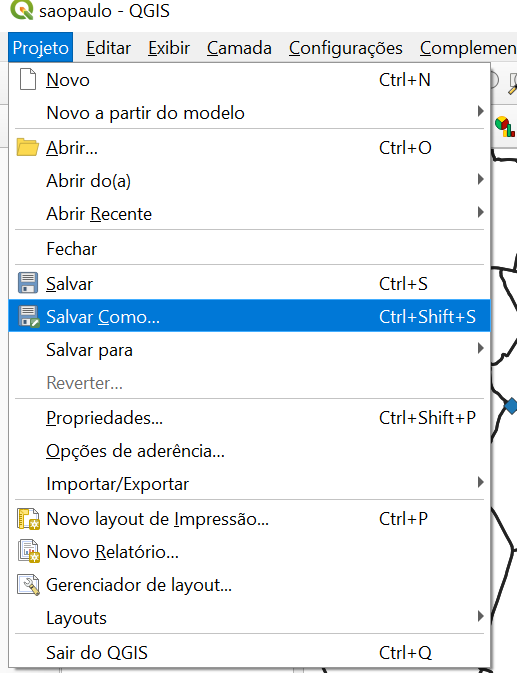 saopaulo - QGIS
Projeto Editar Exibir Camada Configurações Complemen
Novo Ctrl+N
Novo a partir do modelo
Abrir... Ctrl+O
Abrir do(a)
Abrir Recente
Fechar
Salvar Ctrl+S
Salvar Como... Ctrl+Shift+S
Salvar para
Reverter...
Propriedades... Ctrl+Shift+P
Opções de aderência...
Importar/Exportar
Novo layout de Impressão... Ctrl+P
Novo Relatório...
Gerenciador de layout...
Layouts
Sair do QGIS Ctrl+Q